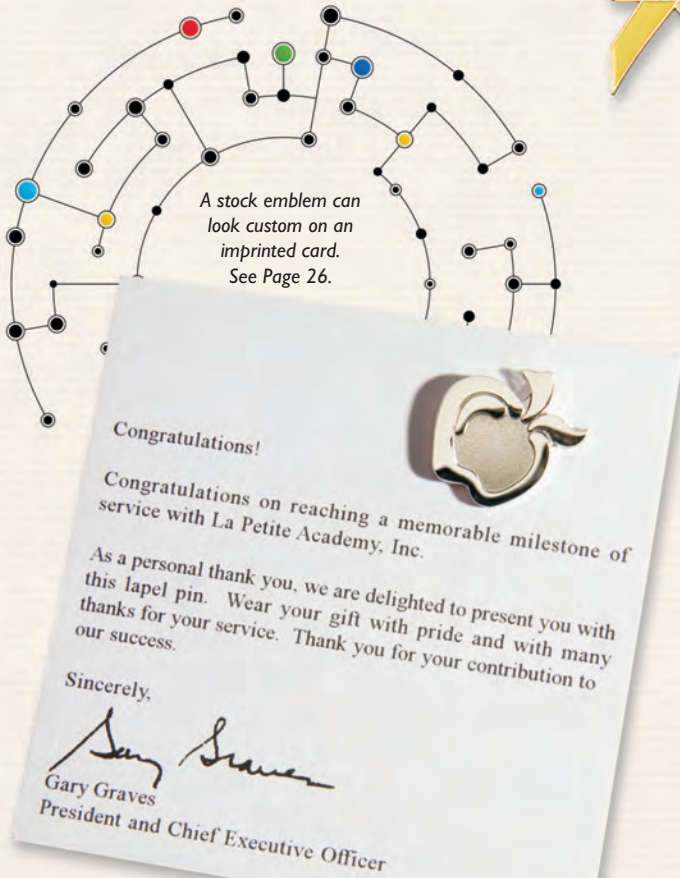 A stock emblem can
look custom on an
imprinted card.
See Page 26.
Congratulations!
Congratulations on reaching a memorable milestone of
service with La Petite Academy, Inc.
As a personal thank you, we are delighted to present you with
this lapel pin. Wear your gift with pride and with many
thanks for your service. Thank you for your contribution to
our success.
Sincerely,
Gary Graves
Gary Graves
President and Chief Executive Officer